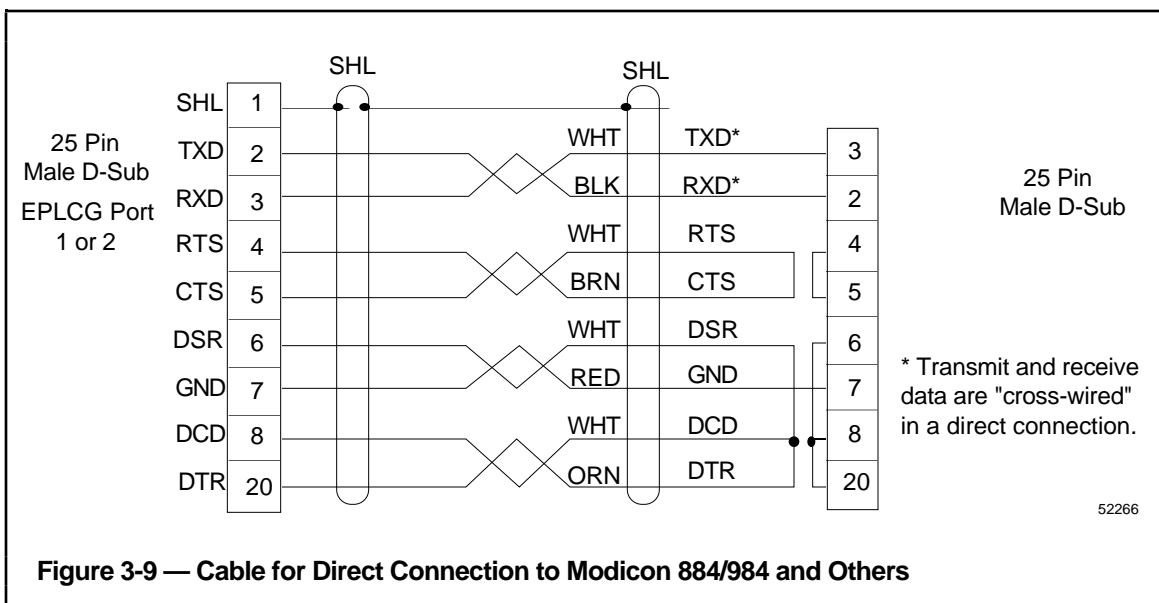 SHL SHL
SHL 1
25 Pin
Male D-Sub
EPLCG Port
1 or 2
TXD 2 WHT TXD* 3
RXD 3 BLK RXD* 2
RTS 4 WHT RTS 4
CTS 5 BRN CTS 5
DSR 6 WHT DSR 6
GND 7 RED GND 7
DCD 8 WHT DCD 8
DTR 20 ORN DTR 20
25 Pin
Male D-Sub
* Transmit and receive
data are "cross-wired"
in a direct connection.
52266
Figure 3-9 — Cable for Direct Connection to Modicon 884/984 and Others